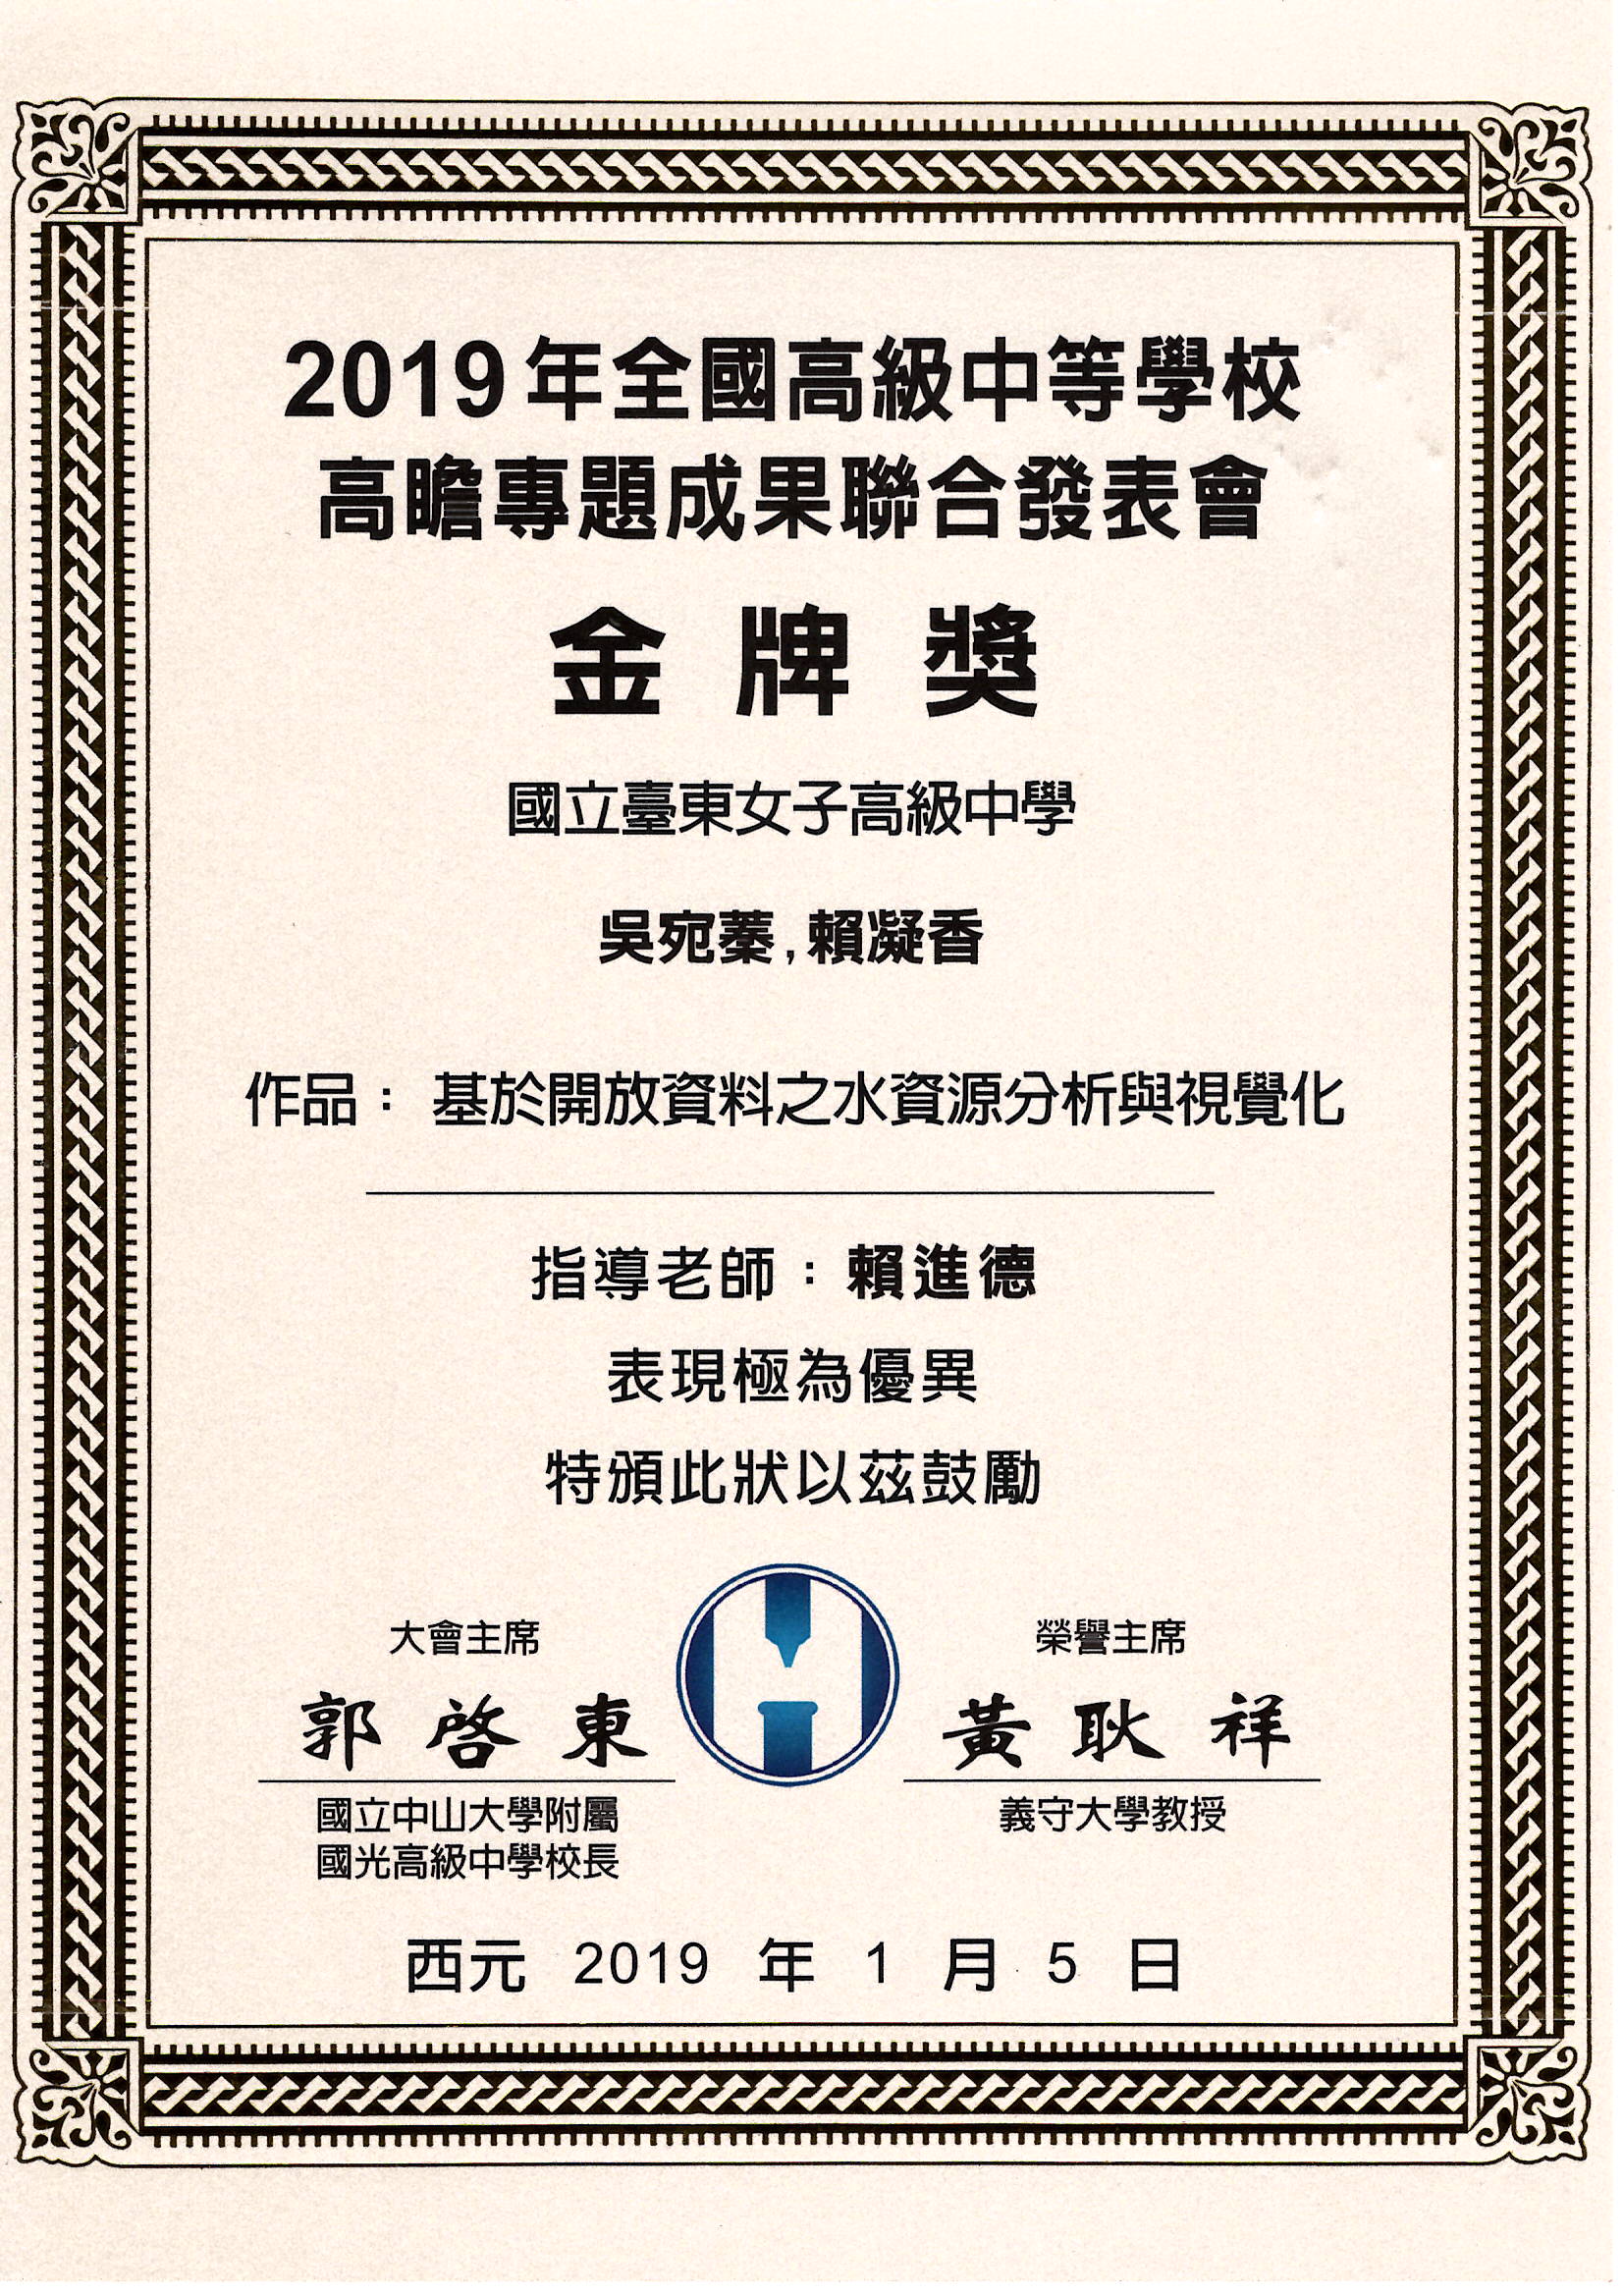 2019年全國高級中等學校
高瞻專題成果聯合發表會
金牌獎
國立臺東女子高級中學
吳宛蓁,賴凝香
作品： 基於開放資料之水資源分析與視覺化
指導老師：賴進德
表現極為優異
特頒此狀以茲鼓勵
大會主席
郭啓東
國立中山大學附屬
國光高級中學校長
榮譽主席
黃耿祥
義守大學教授
西元 2019 年 1 月 5 日